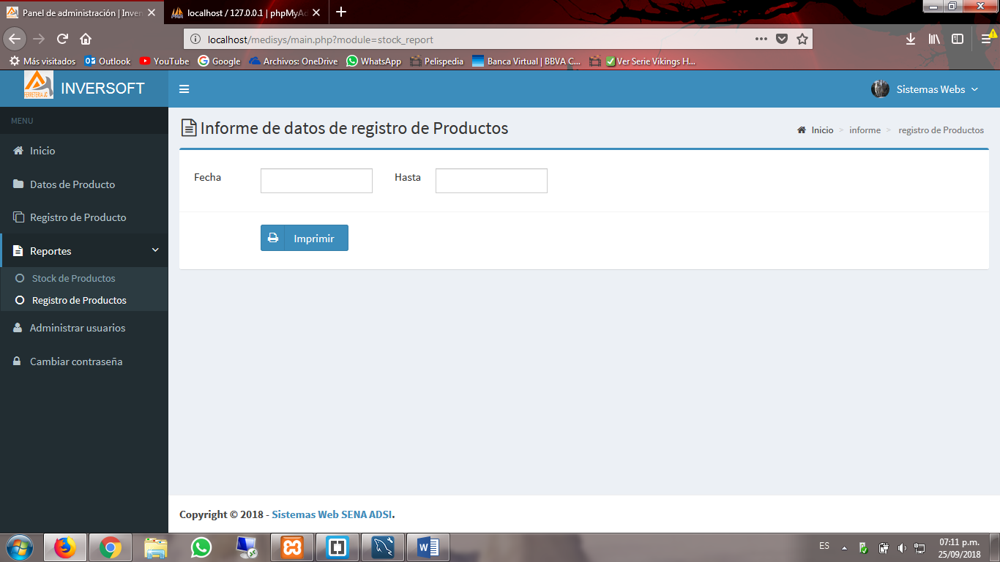 Panel de administración | Inver
localhost / 127.0.0.1 | phpMyAd
localhost/medisys/main.php?module=stock_report
Más visitados Outlook YouTube Google Archivos: OneDrive WhatsApp Pelispedia Banca Virtual | BBVA C... Ver Serie Vikings H...
FERRETERIA JC
INVERSOFT
Sistemas Webs
MENU
Inicio
Datos de Producto
Registro de Producto
Reportes
Stock de Productos
Registro de Productos
Administrar usuarios
Cambiar contraseña
Informe de datos de registro de Productos
Inicio > informe > registro de Productos
Fecha
Hasta
Imprimir
Copyright © 2018 - Sistemas Web SENA ADSI.
ES
07:11 p.m.
25/09/2018